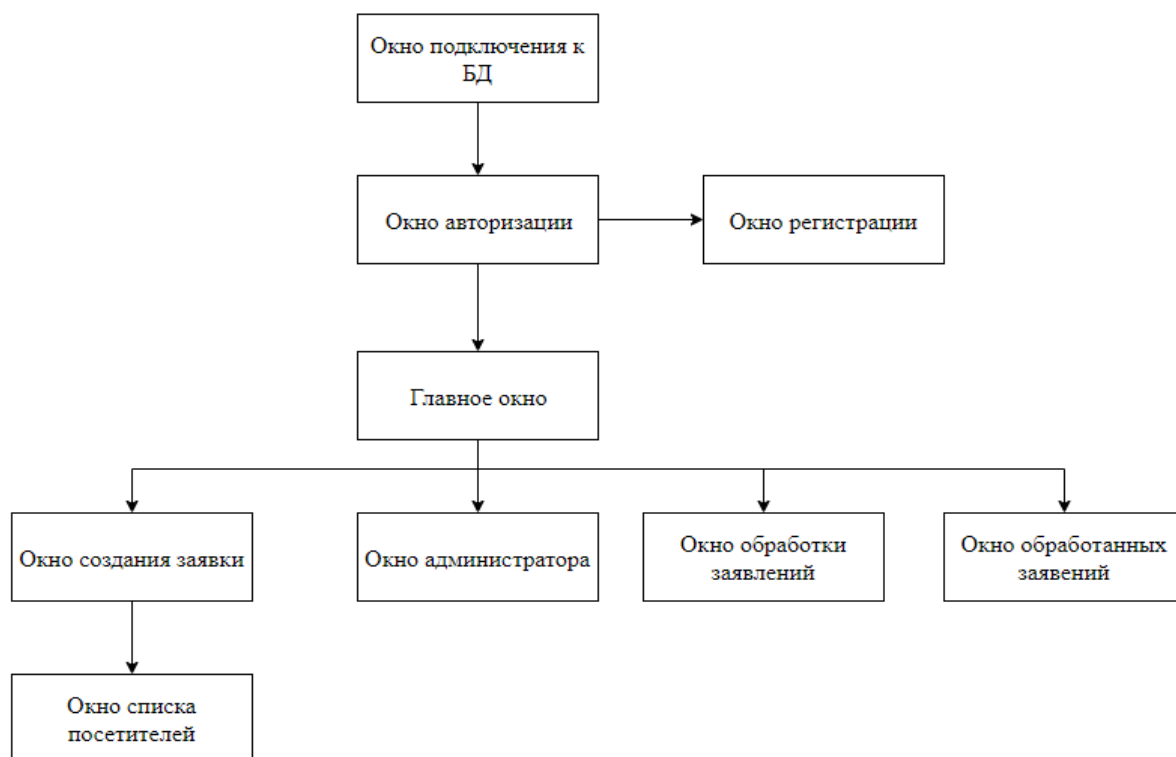 Окно подключения к
БД
Окно авторизации
Окно регистрации
Главное окно
Окно создания заявки
Окно администратора
Окно обработки
заявлений
Окно обработанных
заявений
Окно списка
посетителей